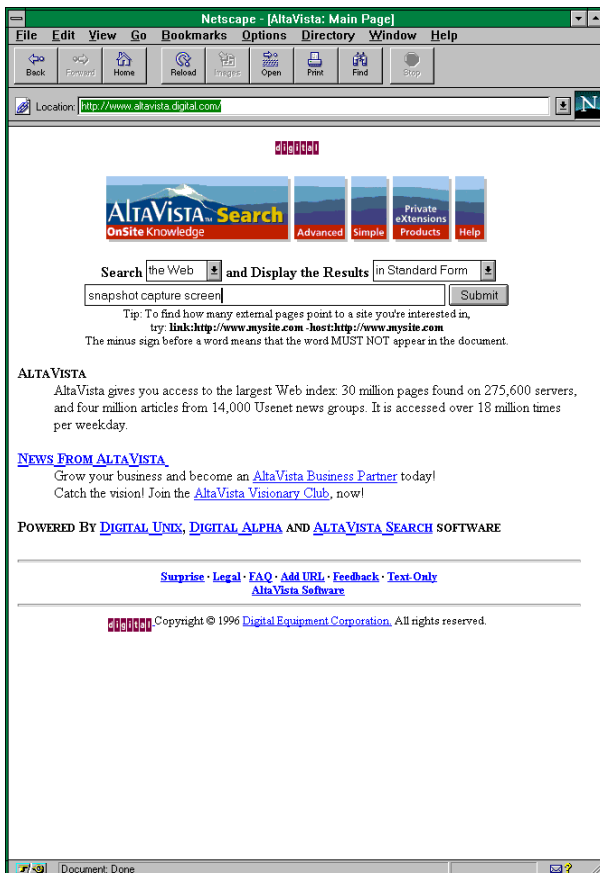 Netscape - [AltaVista: Main Page]
File Edit View Go Bookmarks Options Directory Window Help
Back Forward Home Reload Images Open Print Find Stop
Location: http://www.altavista.digital.com/
N
digital
ALTAVISTA™ Search
OnSite Knowledge
Advanced
Simple
Private
eXtensions
Products
Help
Search the Web and Display the Results in Standard Form
snapshot capture screen Submit
Tip: To find how many external pages point to a site you're interested in,
try: link:http://www.mysite.com -host:http://www.mysite.com
The minus sign before a word means that the word MUST NOT appear in the document.
ALTAVISTA
AltaVista gives you access to the largest Web index: 30 million pages found on 275,600 servers,
and four million articles from 14,000 Usenet news groups. It is accessed over 18 million times
per weekday.
NEWS FROM ALTAVISTA
Grow your business and become an AltaVista Business Partner today!
Catch the vision! Join the AltaVista Visionary Club, now!
POWERED BY DIGITAL UNIX, DIGITAL ALPHA AND ALTAVISTA SEARCH SOFTWARE
Surprise · Legal · FAQ · Add URL · Feedback · Text-Only
AltaVista Software
digital Copyright © 1996 Digital Equipment Corporation. All rights reserved.
Document: Done